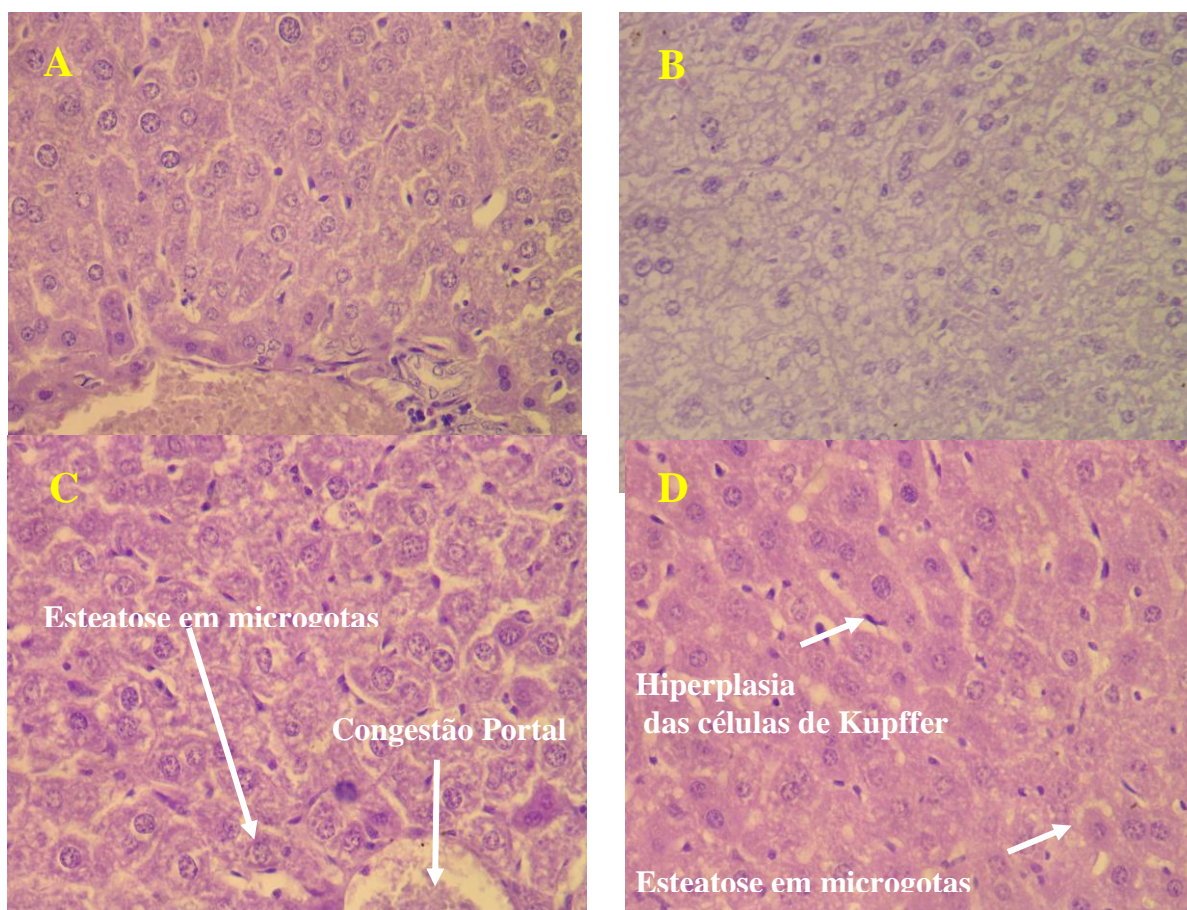 A
B
C
D
Esteatose em microgotas
Congestão Portal
Hiperplasia
das células de Kupffer
Esteatose em microgotas